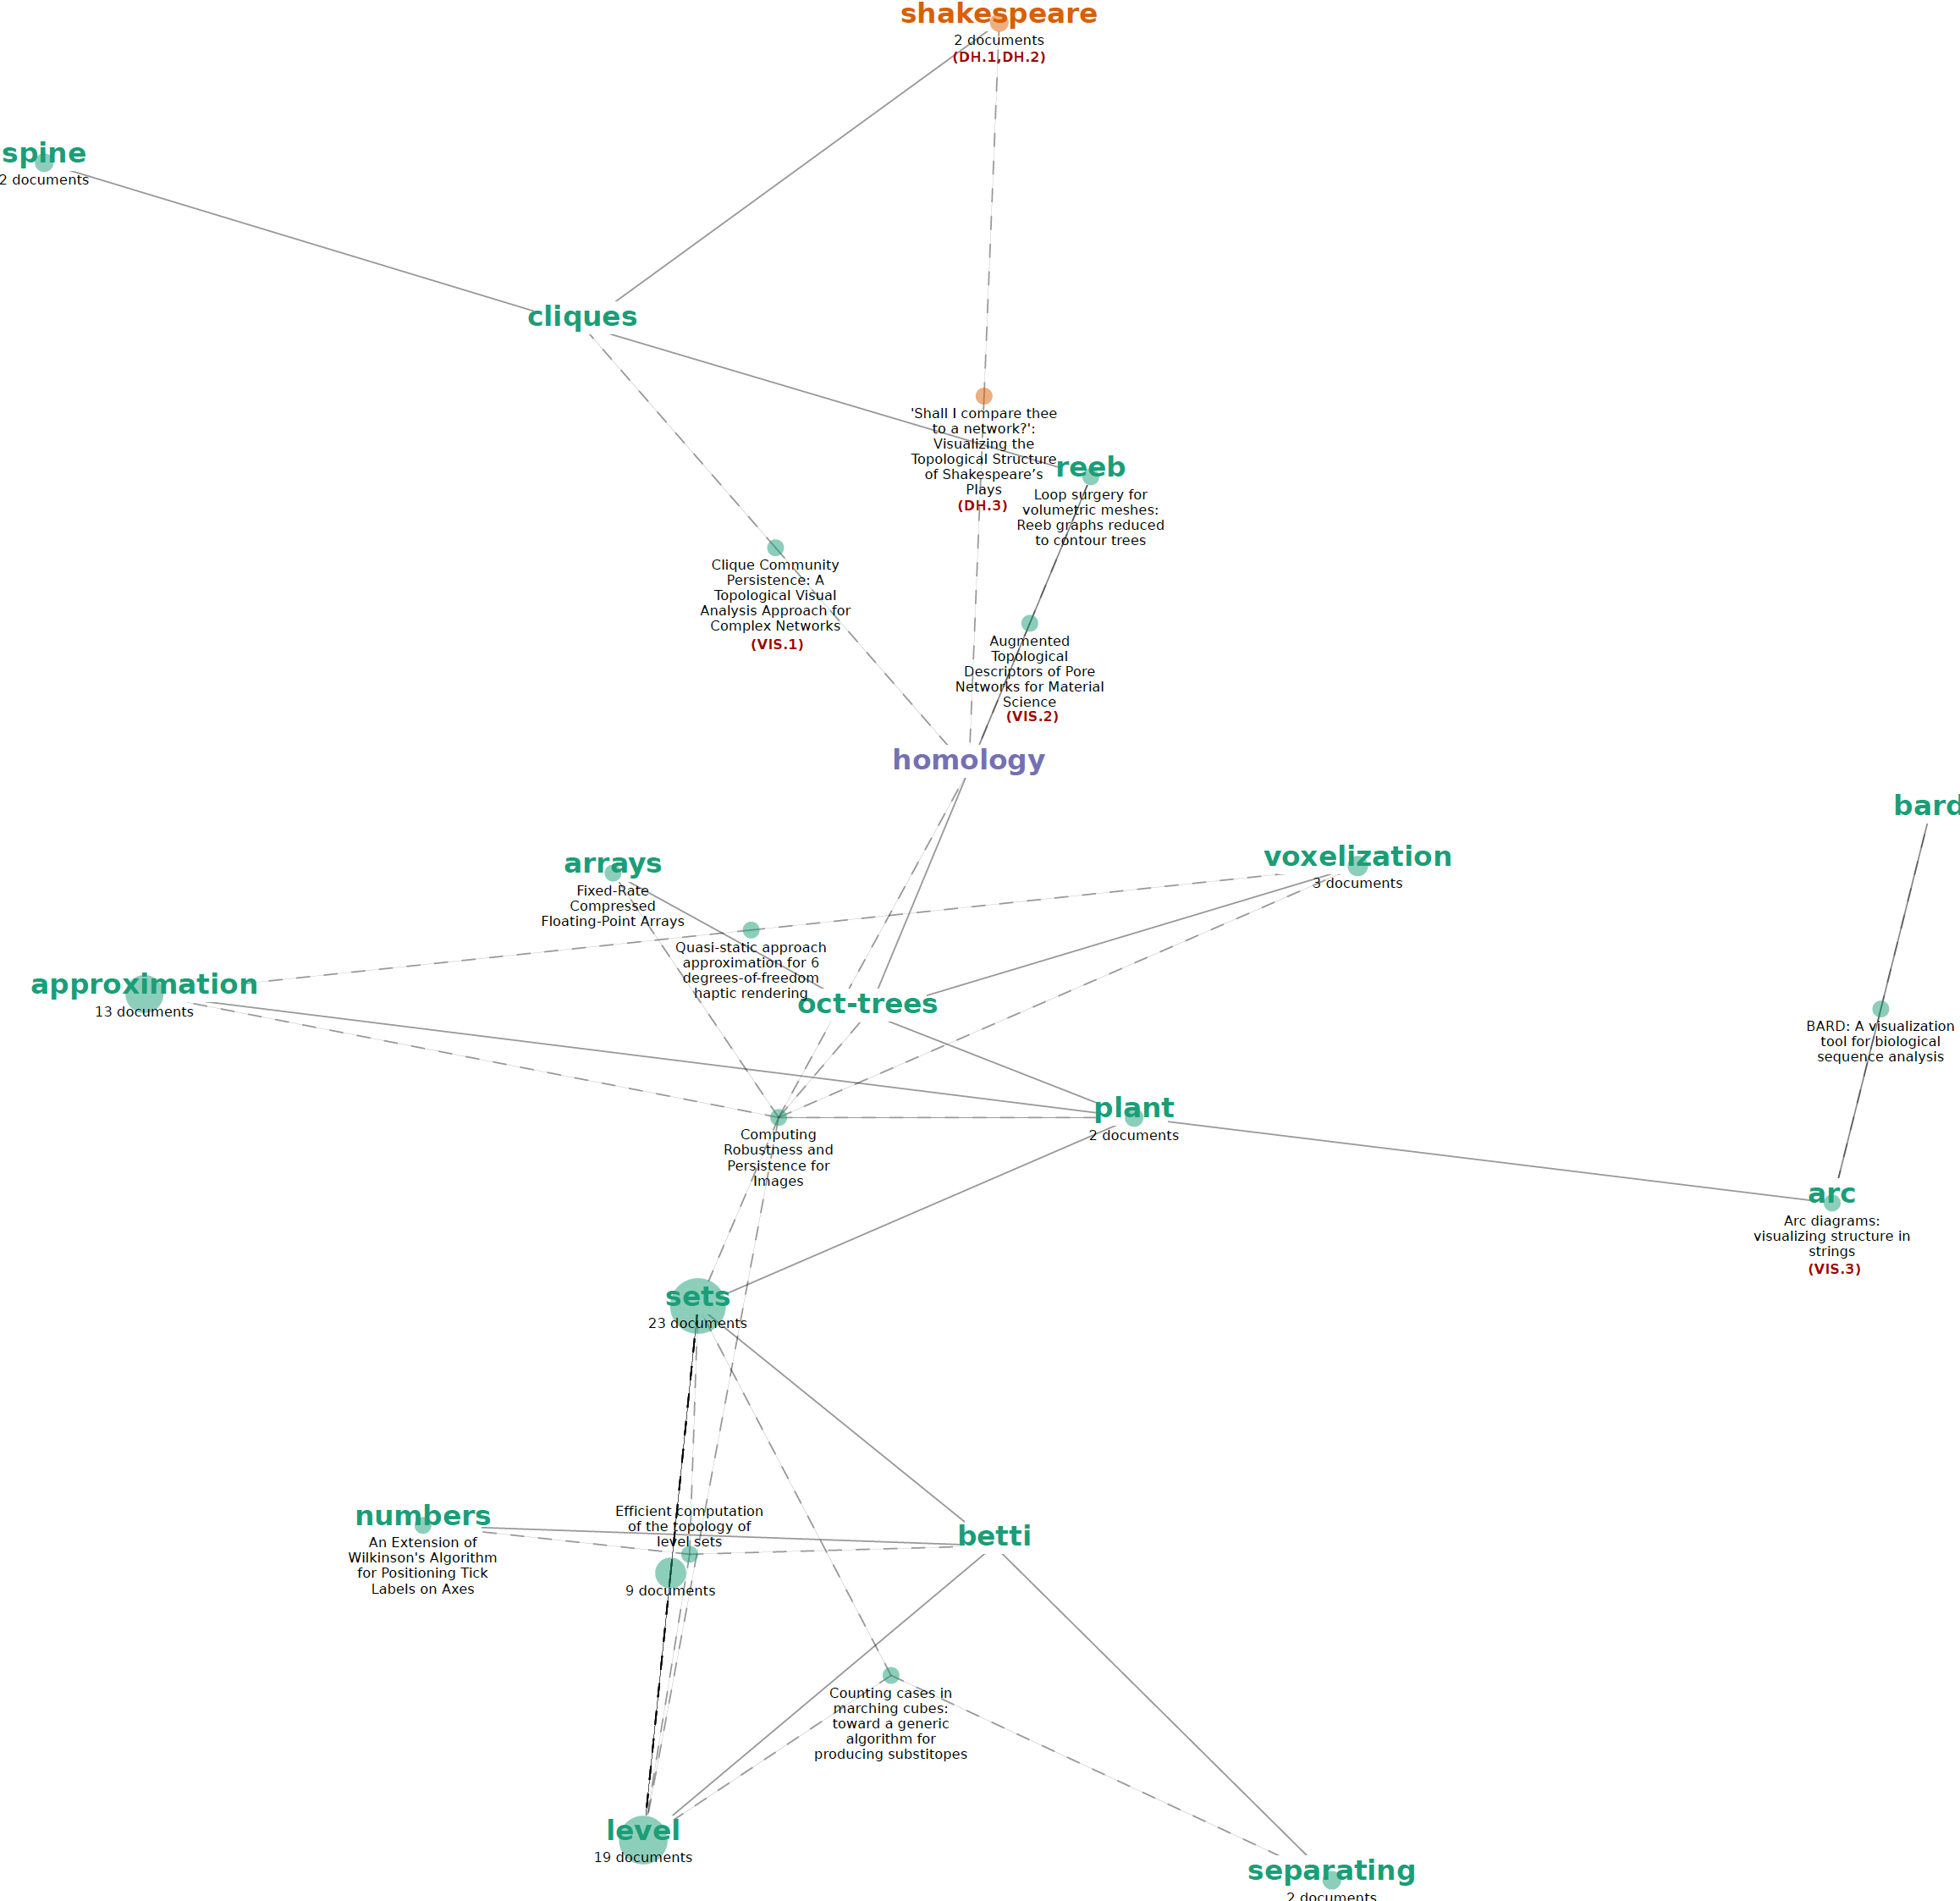 shakespeare
2 documents
(DH.1,DH.2)
spine
2 documents
cliques
'Shall I compare thee
to a network?':
Visualizing the
Topological Structure
of Shakespeare’s
Plays
(DH.3)
reeb
Loop surgery for
volumetric meshes:
Reeb graphs reduced
to contour trees
Clique Community
Persistence: A
Topological Visual
Analysis Approach for
Complex Networks
(VIS.1)
Augmented
Topological
Descriptors of Pore
Networks for Material
Science
(VIS.2)
homology
bard
arrays
Fixed-Rate
Compressed
Floating-Point Arrays
voxelization
3 documents
Quasi-static approach
approximation for 6
degrees-of-freedom
haptic rendering
approximation
13 documents
oct-trees
BARD: A visualization
tool for biological
sequence analysis
plant
2 documents
Computing
Robustness and
Persistence for
Images
arc
Arc diagrams:
visualizing structure in
strings
(VIS.3)
sets
23 documents
numbers
An Extension of
Wilkinson's Algorithm
for Positioning Tick
Labels on Axes
Efficient computation
of the topology of
level sets
9 documents
betti
Counting cases in
marching cubes:
toward a generic
algorithm for
producing substitopes
level
19 documents
separating
2 documents